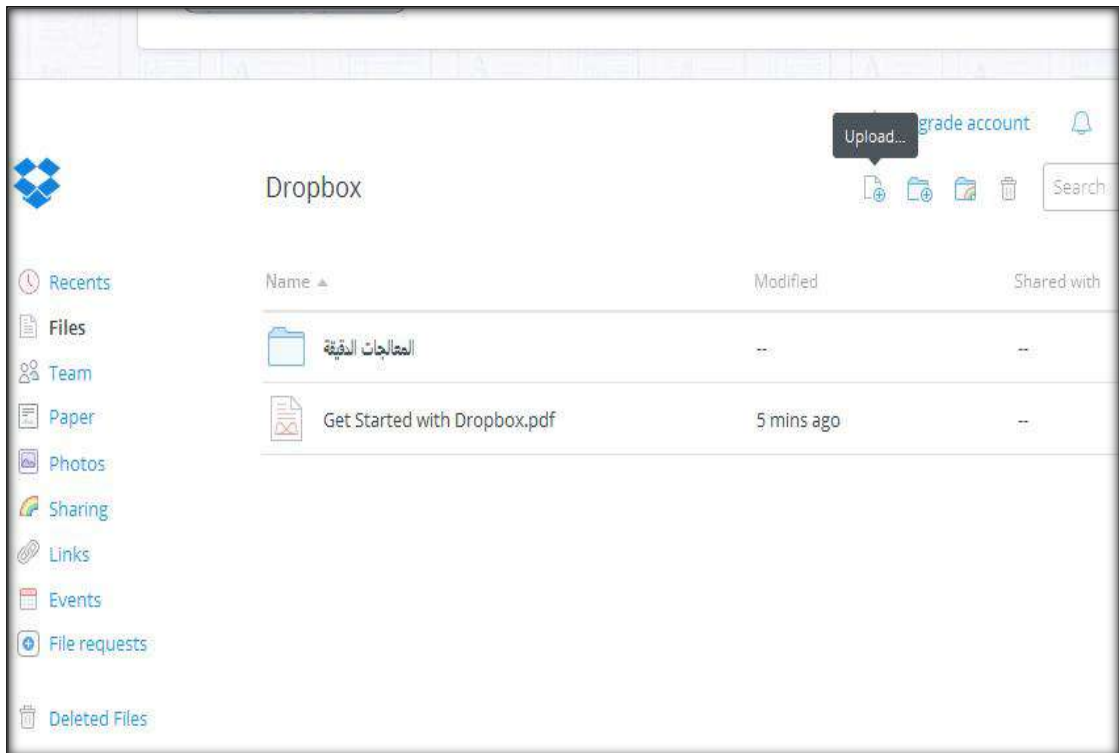 grade account
Upload...
Dropbox
Search
Name
Modified
Shared with
Recents
Files
Team
Paper
Photos
Sharing
Links
Events
File requests
Deleted Files
المعالجات الدقيقة
--
--
Get Started with Dropbox.pdf
5 mins ago
--